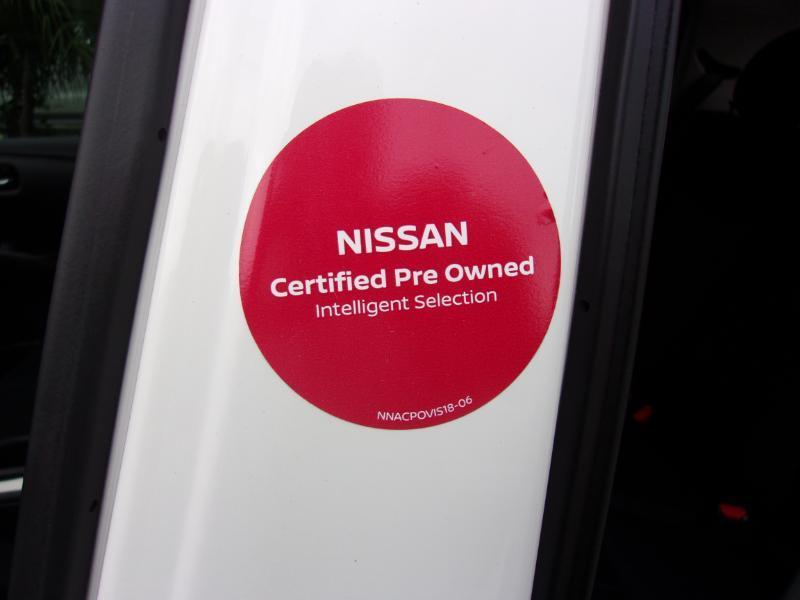 NISSAN
Certified Pre Owned
Intelligent Selection
NNACPOVIS18-06